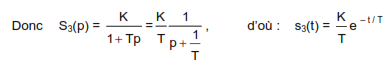 Donc S₃(p) = K/(1+Tp) = K/T 1/(p+1/T) , d'où : s₃(t) = K/T e^(−t/T)